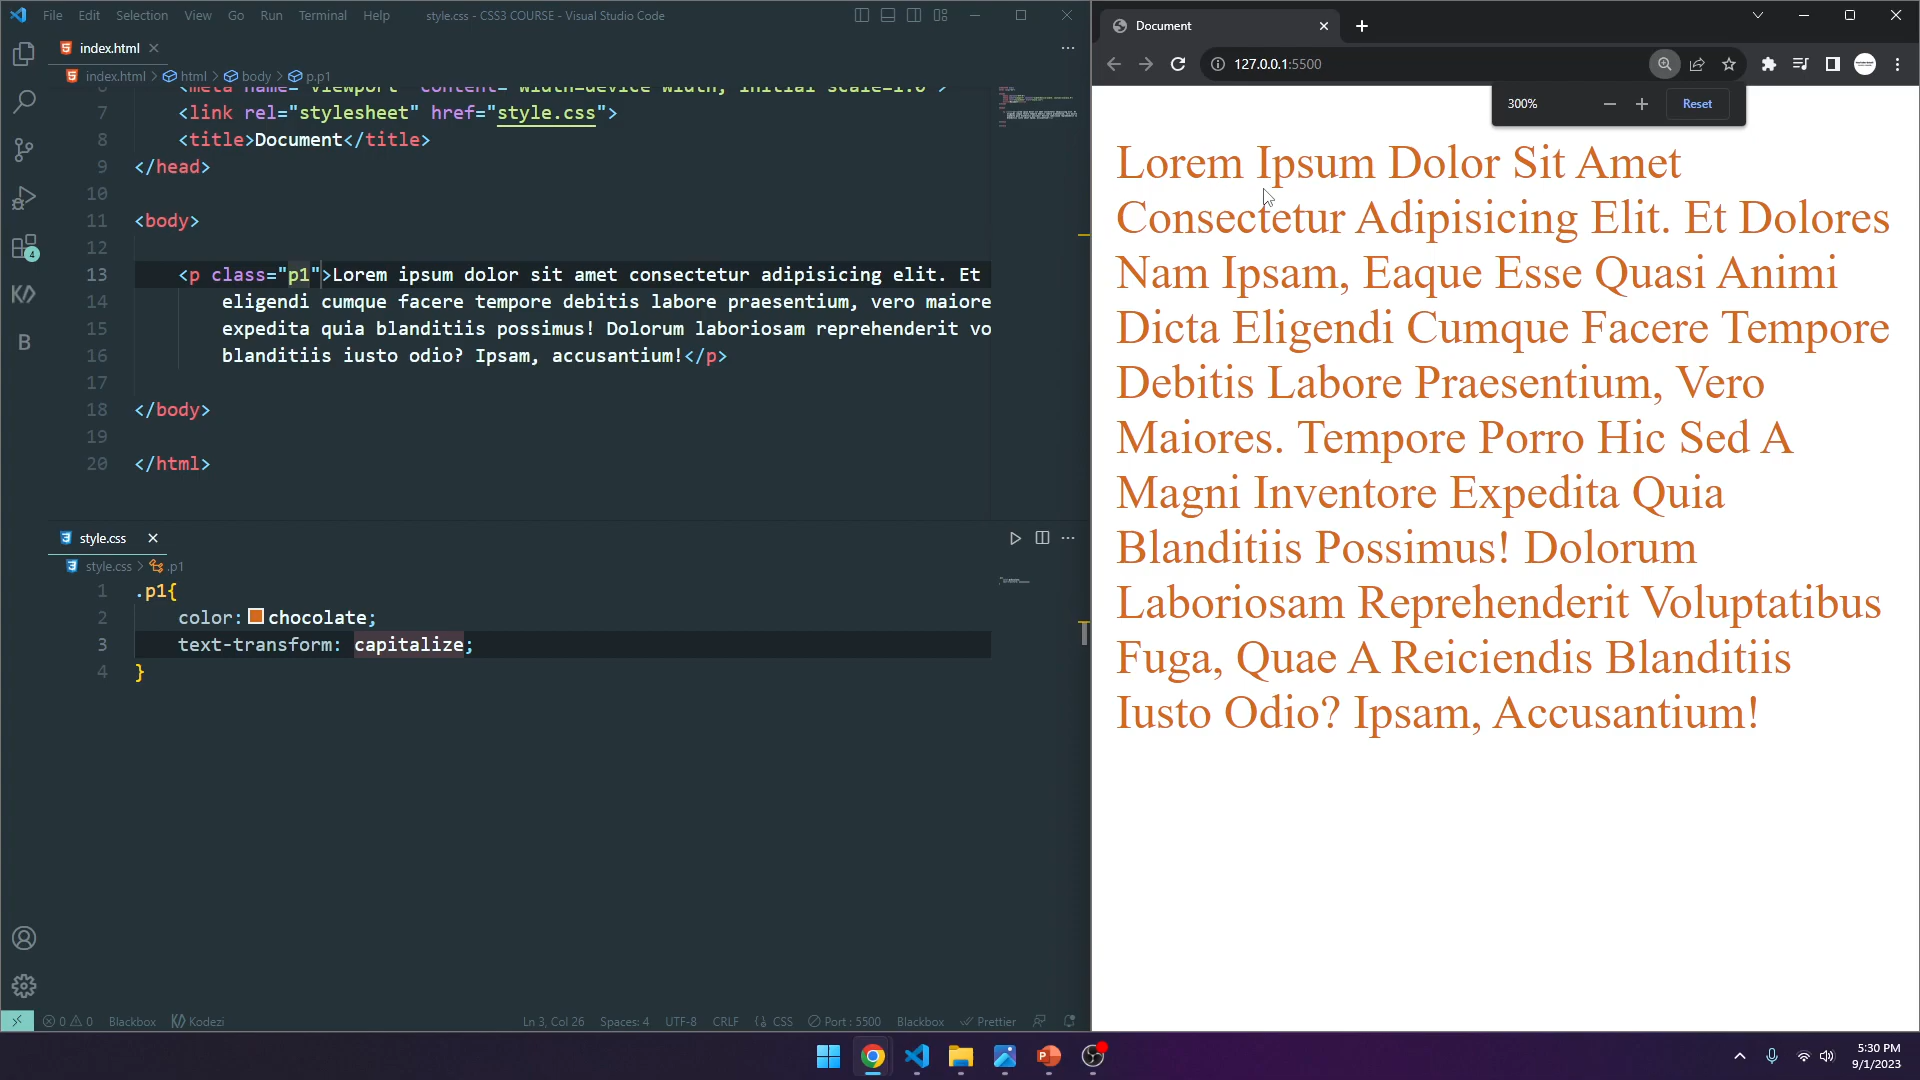 File Edit Selection View Go Run Terminal Help style.css - CSS3 COURSE - Visual Studio Code
index.html
index.html > html > body > p.p1
7 <link rel="stylesheet" href="style.css">
8 <title>Document</title>
9 </head>
10
11 <body>
12
13 <p class="p1">Lorem ipsum dolor sit amet consectetur adipisicing elit. Et
14 eligendi cumque facere tempore debitis labore praesentium, vero maiore
15 expedita quia blanditiis possimus! Dolorum laboriosam reprehenderit vo
16 blanditiis iusto odio? Ipsam, accusantium!</p>
17
18 </body>
19
20 </html>
4
B
style.css
style.css > .p1
1 .p1{
2 color: chocolate;
3 text-transform: capitalize;
4 }
0 0 Blackbox Kodezi Ln 3, Col 26 Spaces: 4 UTF-8 CRLF CSS Port : 5500 Blackbox Prettier
Document
127.0.0.1:5500
300% Reset
Lorem Ipsum Dolor Sit Amet
Consectetur Adipisicing Elit. Et Dolores
Nam Ipsam, Eaque Esse Quasi Animi
Dicta Eligendi Cumque Facere Tempore
Debitis Labore Praesentium, Vero
Maiores. Tempore Porro Hic Sed A
Magni Inventore Expedita Quia
Blanditiis Possimus! Dolorum
Laboriosam Reprehenderit Voluptatibus
Fuga, Quae A Reiciendis Blanditiis
Iusto Odio? Ipsam, Accusantium!
5:30 PM
9/1/2023